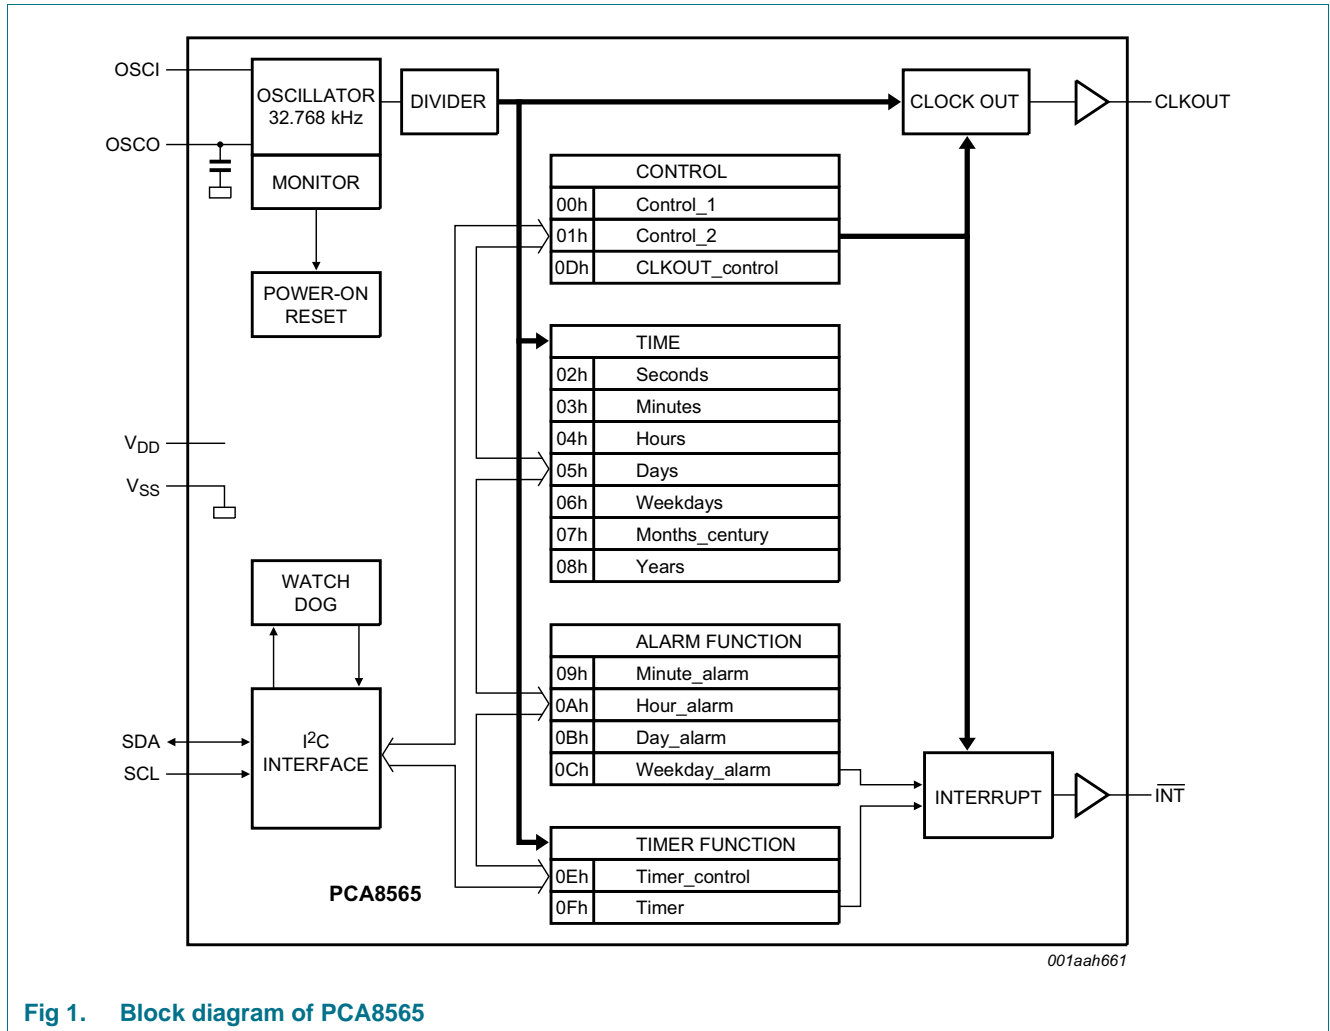 OSCI
OSCO
OSCILLATOR
32.768 kHz
MONITOR
DIVIDER
CLOCK OUT
CLKOUT
POWER-ON
RESET
CONTROL
00h Control_1
01h Control_2
0Dh CLKOUT_control
TIME
02h Seconds
03h Minutes
04h Hours
05h Days
06h Weekdays
07h Months_century
08h Years
VDD
VSS
WATCH
DOG
ALARM FUNCTION
09h Minute_alarm
0Ah Hour_alarm
0Bh Day_alarm
0Ch Weekday_alarm
SDA
SCL
I2C
INTERFACE
INTERRUPT
INT
TIMER FUNCTION
0Eh Timer_control
0Fh Timer
PCA8565
001aah661
Fig 1. Block diagram of PCA8565